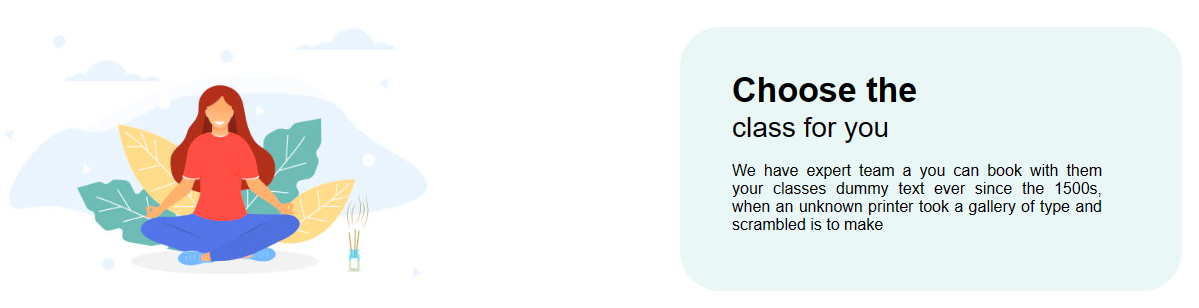 Choose the
class for you
We have expert team a you can book with them
your classes dummy text ever since the 1500s,
when an unknown printer took a gallery of type and
scrambled is to make